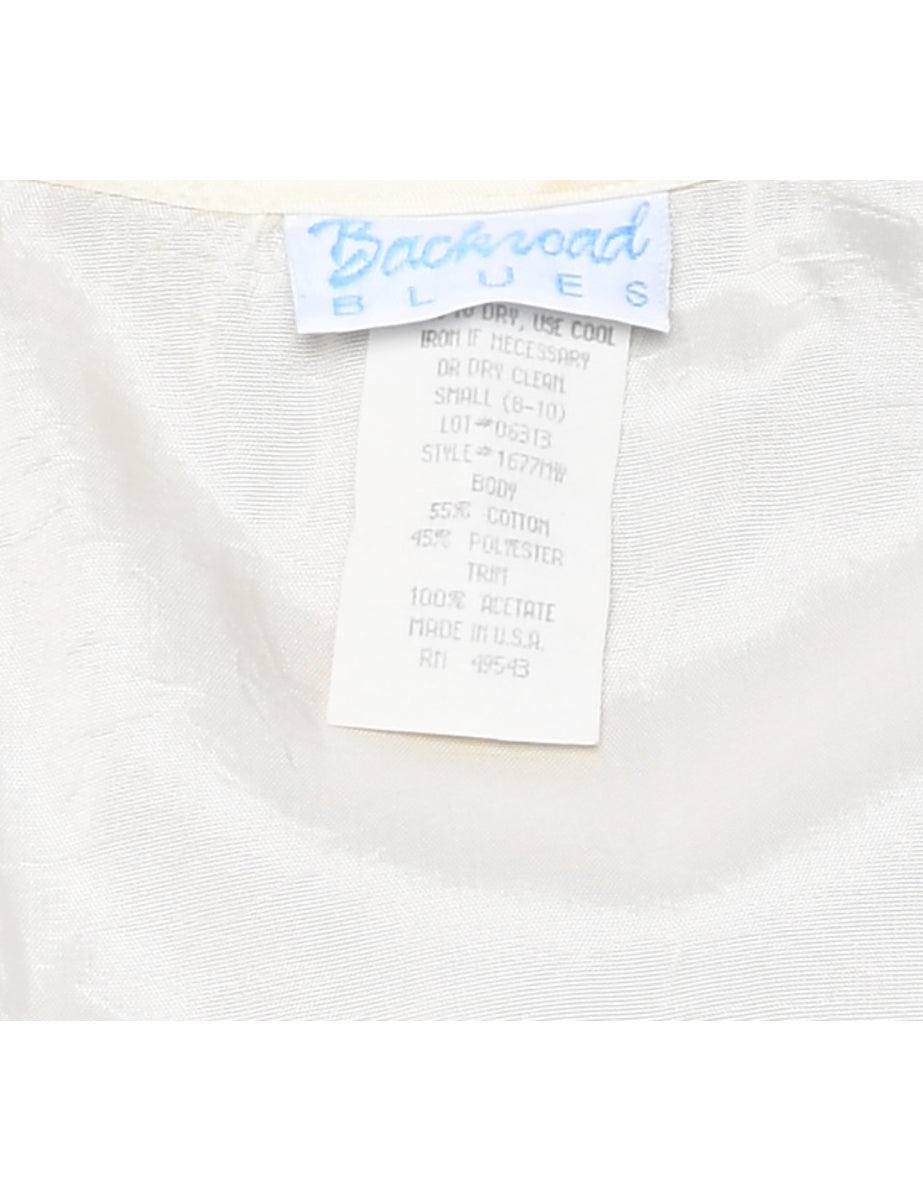 Backroad
BLUES
TO DRY, USE COOL
IRON IF NECESSARY
OR DRY CLEAN.
SMALL (8-10)
LOT#06313
STYLE#1677MW
BODY
55% COTTON
45% POLYESTER
TRIM
100% ACETATE
MADE IN U.S.A.
RN 49543